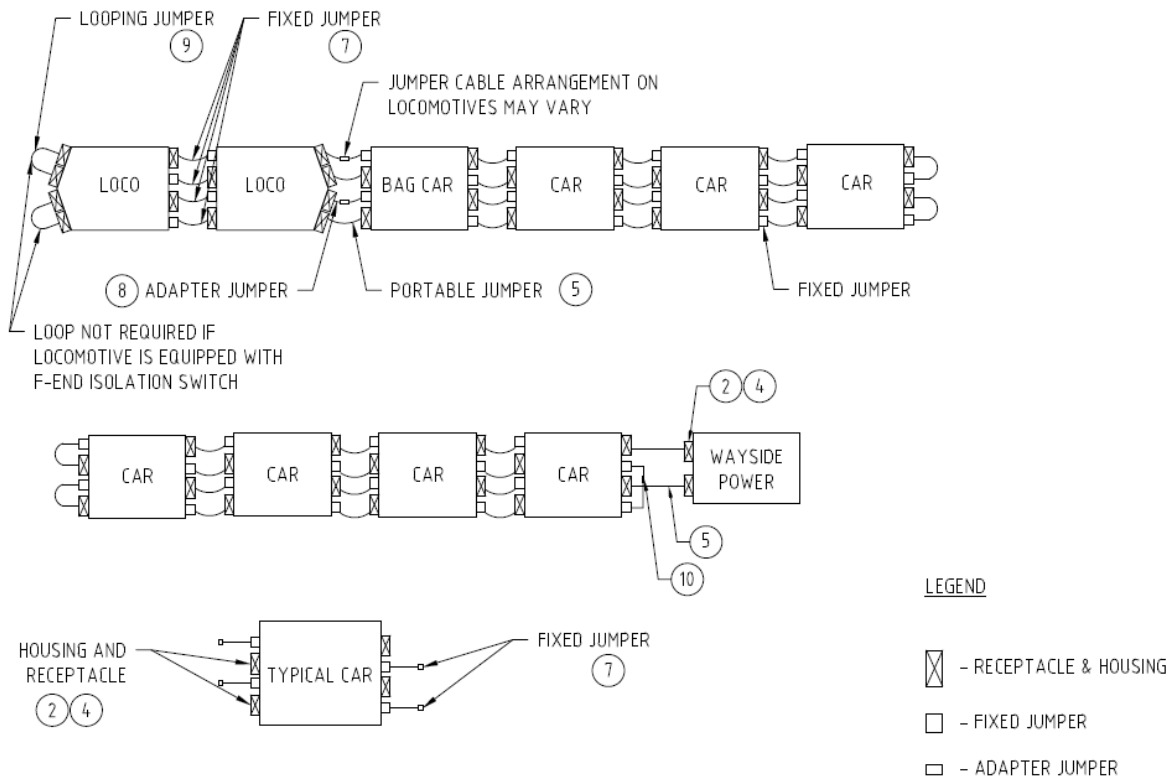 LOOPING JUMPER
9
FIXED JUMPER
7
JUMPER CABLE ARRANGEMENT ON
LOCOMOTIVES MAY VARY
LOCO
LOCO
BAG CAR
CAR
CAR
CAR
8 ADAPTER JUMPER
PORTABLE JUMPER 5
FIXED JUMPER
LOOP NOT REQUIRED IF
LOCOMOTIVE IS EQUIPPED WITH
F-END ISOLATION SWITCH
2 4
CAR
CAR
CAR
CAR
WAYSIDE
POWER
5
10
HOUSING AND
RECEPTACLE
2 4
TYPICAL CAR
FIXED JUMPER
7
LEGEND
- RECEPTACLE & HOUSING
- FIXED JUMPER
- ADAPTER JUMPER